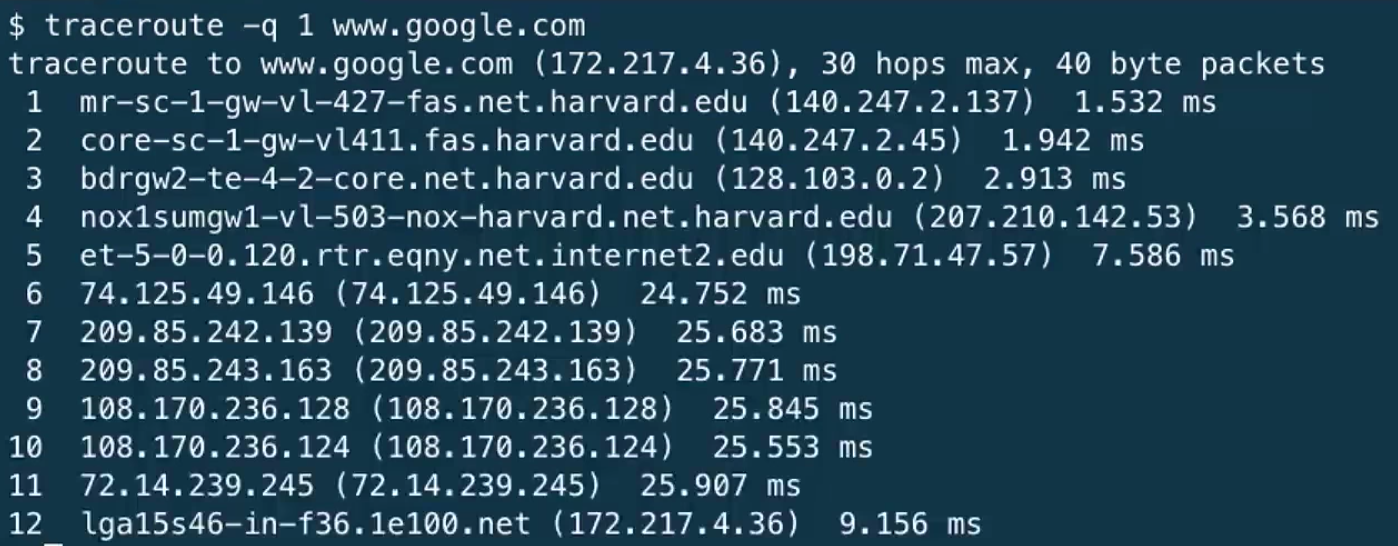 $ traceroute -q 1 www.google.com
traceroute to www.google.com (172.217.4.36), 30 hops max, 40 byte packets
1 mr-sc-1-gw-vl-427-fas.net.harvard.edu (140.247.2.137) 1.532 ms
2 core-sc-1-gw-vl411.fas.harvard.edu (140.247.2.45) 1.942 ms
3 bdrgw2-te-4-2-core.net.harvard.edu (128.103.0.2) 2.913 ms
4 nox1sumgw1-vl-503-nox-harvard.net.harvard.edu (207.210.142.53) 3.568 ms
5 et-5-0-0.120.rtr.eqny.net.internet2.edu (198.71.47.57) 7.586 ms
6 74.125.49.146 (74.125.49.146) 24.752 ms
7 209.85.242.139 (209.85.242.139) 25.683 ms
8 209.85.243.163 (209.85.243.163) 25.771 ms
9 108.170.236.128 (108.170.236.128) 25.845 ms
10 108.170.236.124 (108.170.236.124) 25.553 ms
11 72.14.239.245 (72.14.239.245) 25.907 ms
12 lga15s46-in-f36.1e100.net (172.217.4.36) 9.156 ms